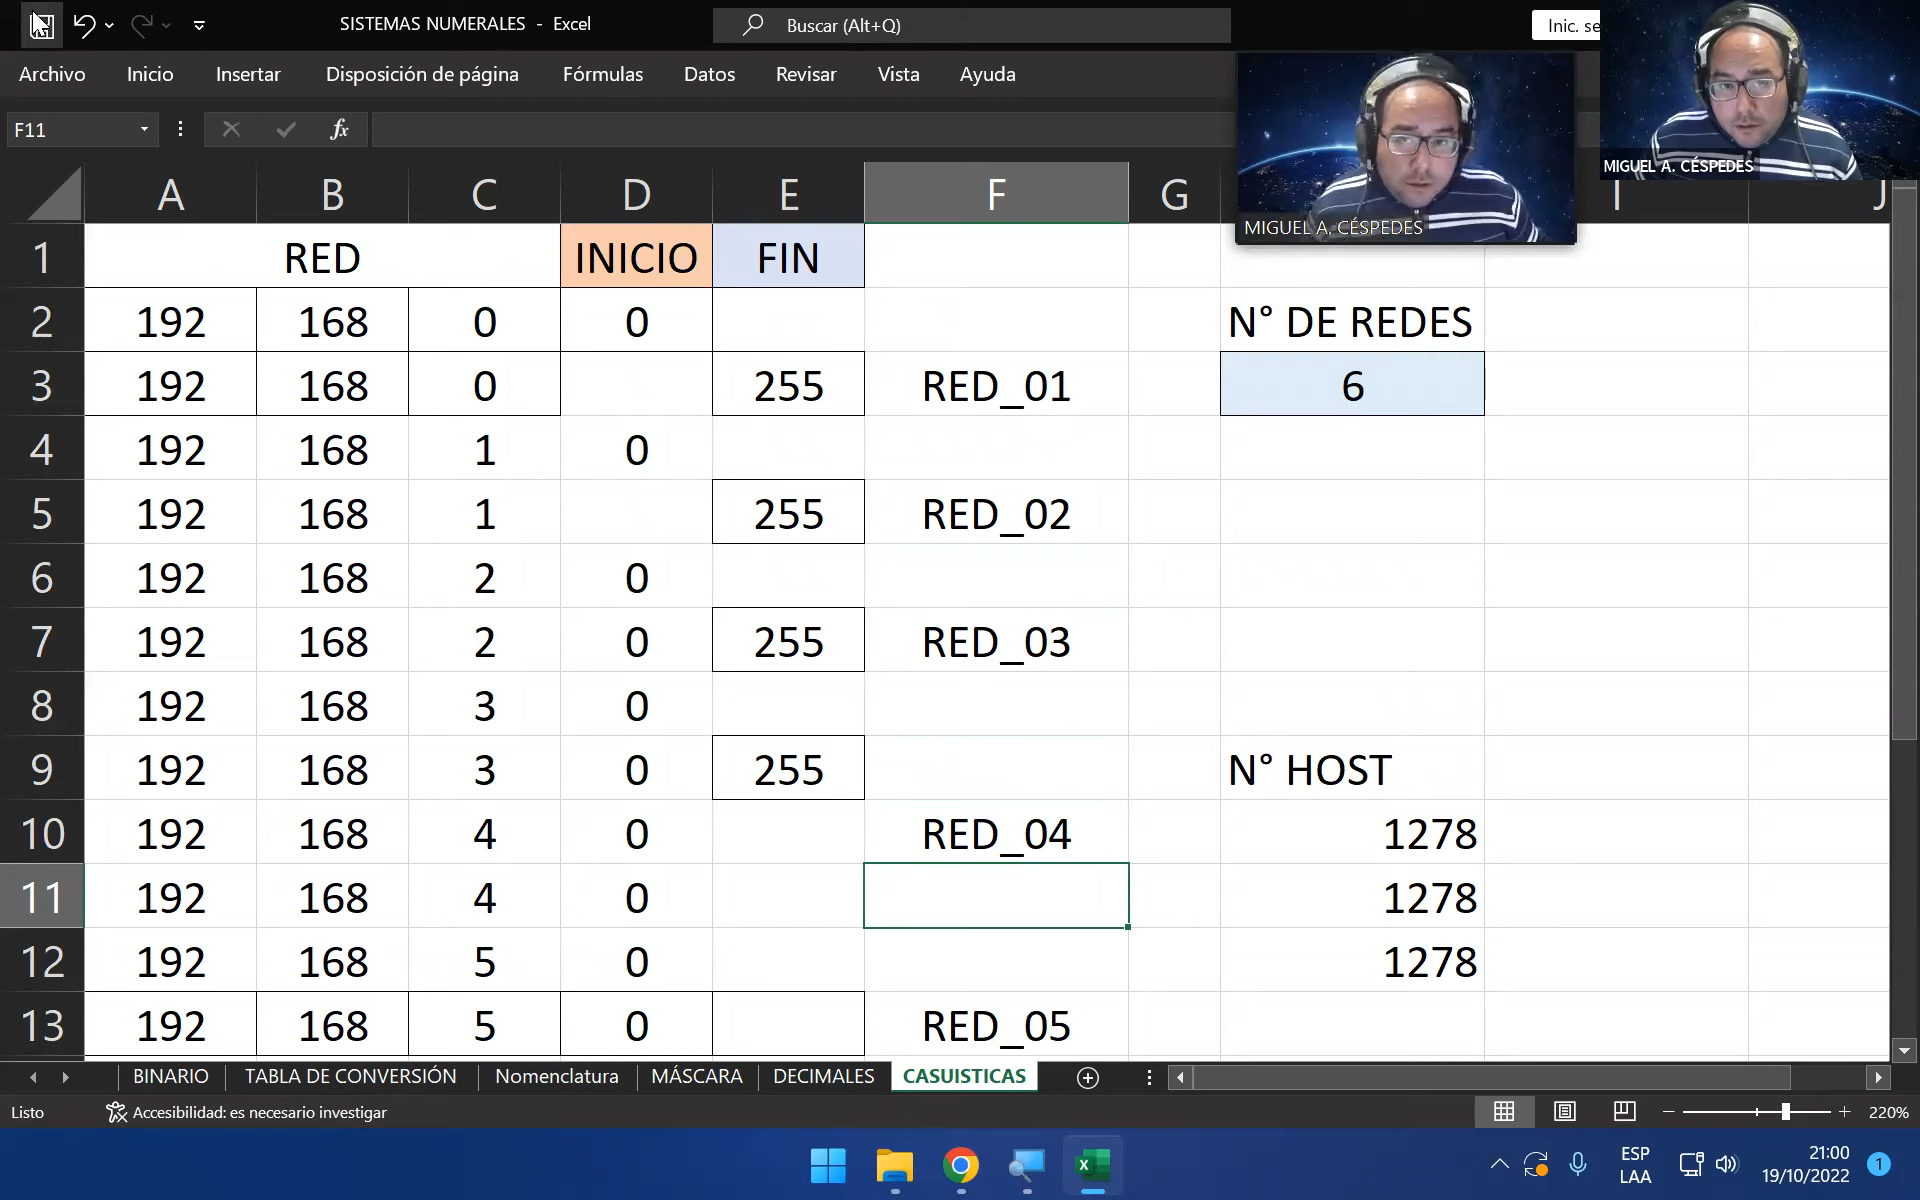 SISTEMAS NUMERALES - Excel
Buscar (Alt+Q)
Inic. se
Archivo Inicio Insertar Disposición de página Fórmulas Datos Revisar Vista Ayuda
F11
fx
MIGUEL A. CÉSPEDES
MIGUEL A. CÉSPEDES
A B C D E F G I J
1 RED INICIO FIN
2 192 168 0 0 N° DE REDES
3 192 168 0 255 RED_01 6
4 192 168 1 0
5 192 168 1 255 RED_02
6 192 168 2 0
7 192 168 2 0 255 RED_03
8 192 168 3 0
9 192 168 3 0 255 N° HOST
10 192 168 4 0 RED_04 1278
11 192 168 4 0 1278
12 192 168 5 0 1278
13 192 168 5 0 RED_05
BINARIO TABLA DE CONVERSIÓN Nomenclatura MÁSCARA DECIMALES CASUISTICAS
Listo Accesibilidad: es necesario investigar 220%
ESP
LAA
21:00
19/10/2022
1